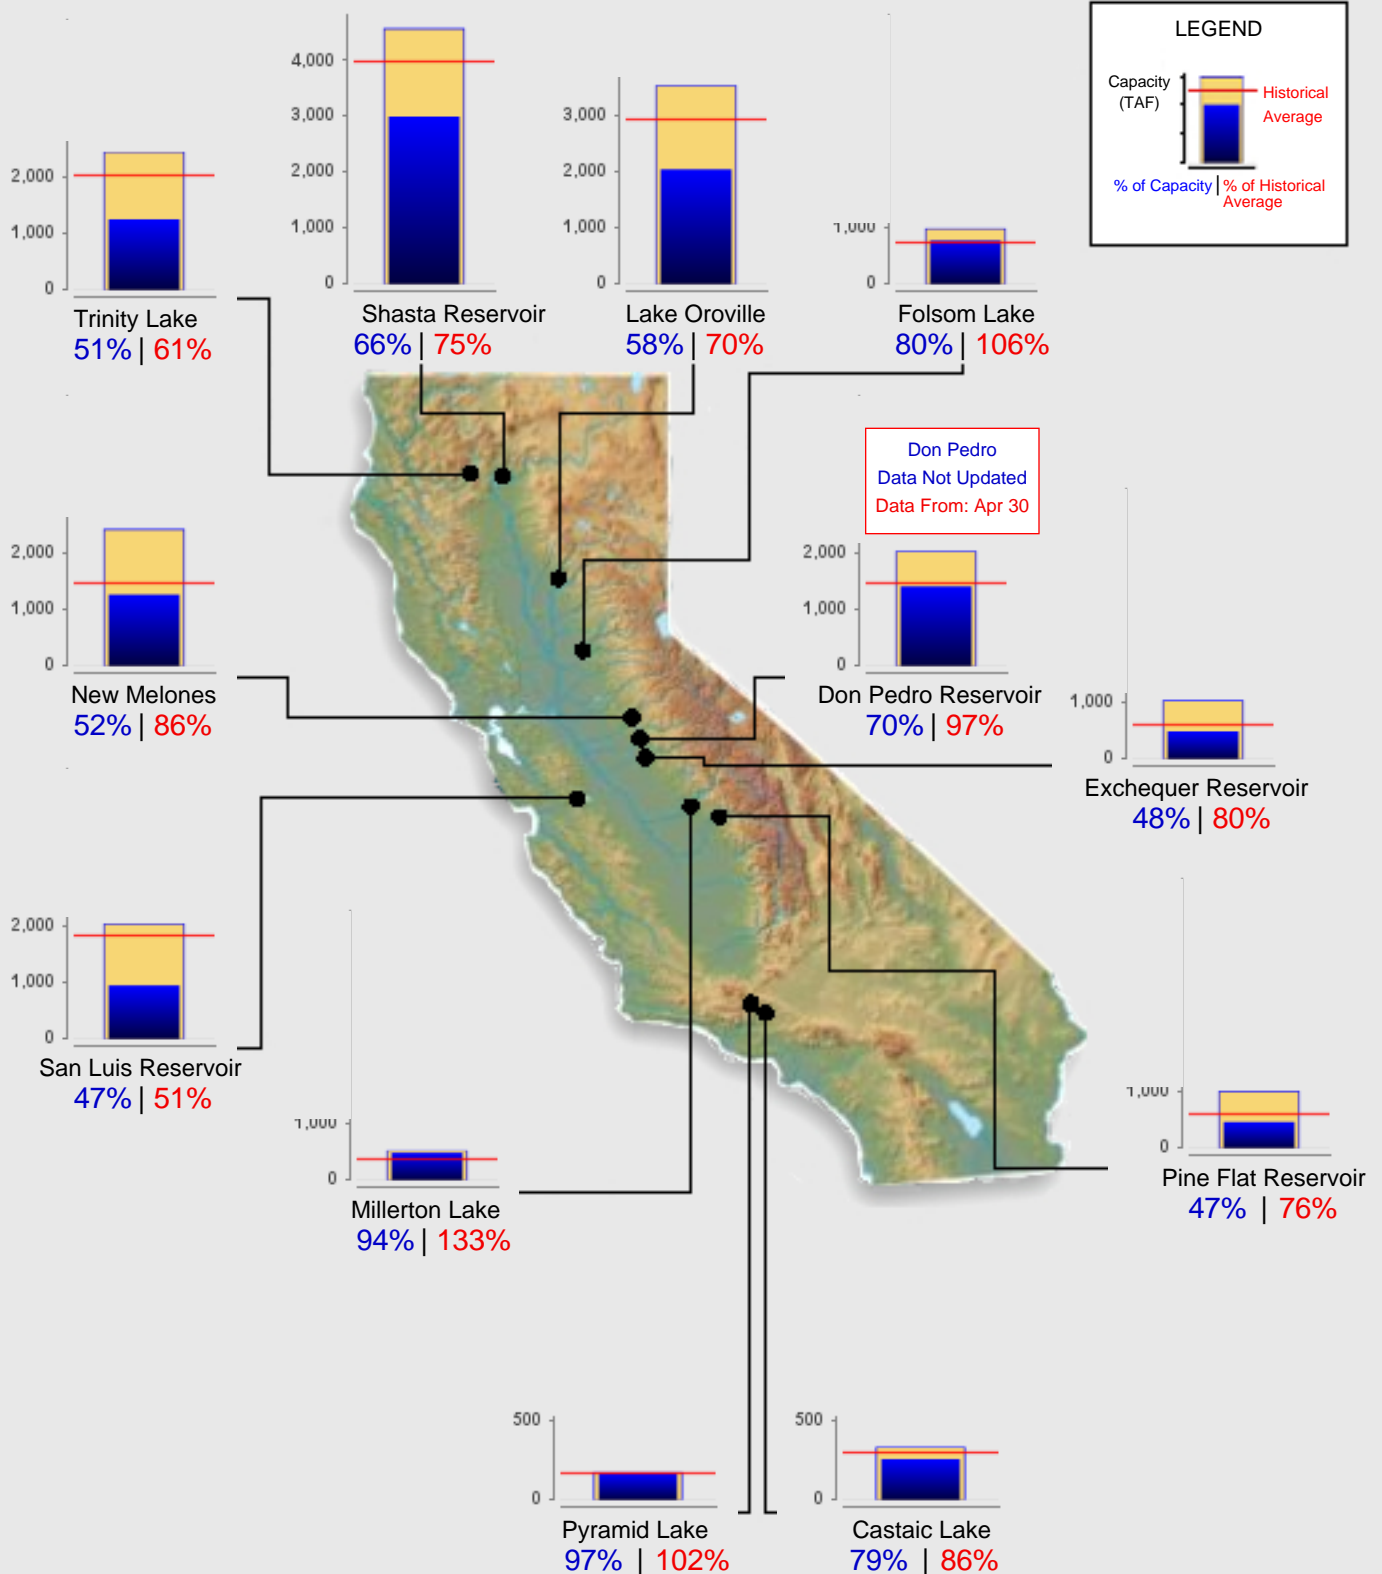 LEGEND
Capacity
(TAF)
Historical
Average
% of Capacity | % of Historical
Average
4,000
3,000
2,000
1,000
0
Shasta Reservoir
66% | 75%
3,000
2,000
1,000
0
Lake Oroville
58% | 70%
2,000
1,000
0
Trinity Lake
51% | 61%
1,000
0
Folsom Lake
80% | 106%
Don Pedro
Data Not Updated
Data From: Apr 30
2,000
1,000
0
New Melones
52% | 86%
2,000
1,000
0
Don Pedro Reservoir
70% | 97%
1,000
0
Exchequer Reservoir
48% | 80%
2,000
1,000
0
San Luis Reservoir
47% | 51%
1,000
0
Millerton Lake
94% | 133%
1,000
0
Pine Flat Reservoir
47% | 76%
500
0
Pyramid Lake
97% | 102%
500
0
Castaic Lake
79% | 86%